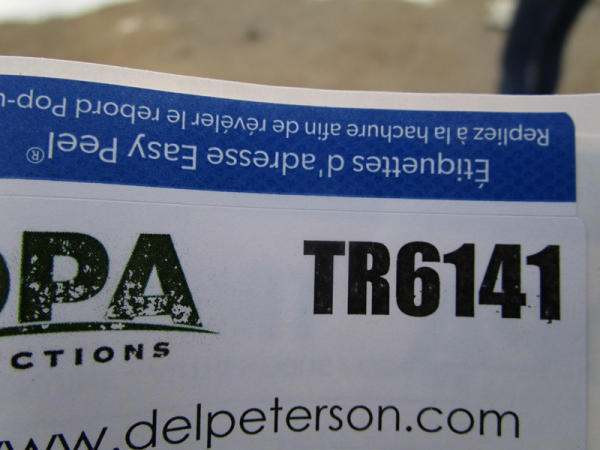 Étiquettes d'adresse Easy Peel®
Repliez à la hachure afin de révéler le rebord Pop-u
OPA
TR6141
CTIONS
www.delpeterson.com